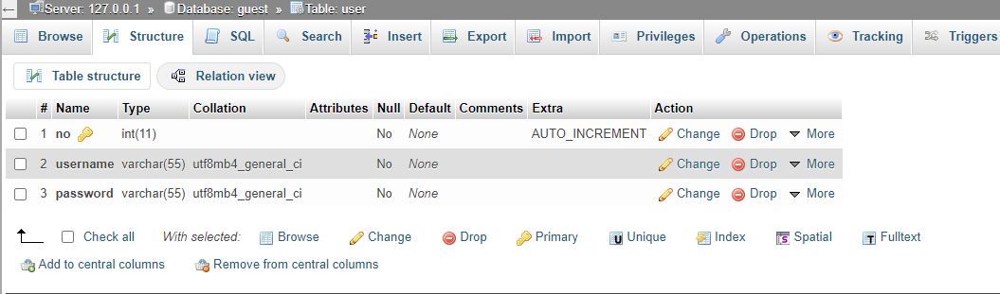 Server: 127.0.0.1 » Database: guest » Table: user
Browse Structure SQL Search Insert Export Import Privileges Operations Tracking Triggers
Table structure Relation view
# Name Type Collation Attributes Null Default Comments Extra Action
1 no int(11) No None AUTO_INCREMENT Change Drop More
2 username varchar(55) utf8mb4_general_ci No None Change Drop More
3 password varchar(55) utf8mb4_general_ci No None Change Drop More
Check all With selected: Browse Change Drop Primary Unique Index Spatial Fulltext
Add to central columns Remove from central columns